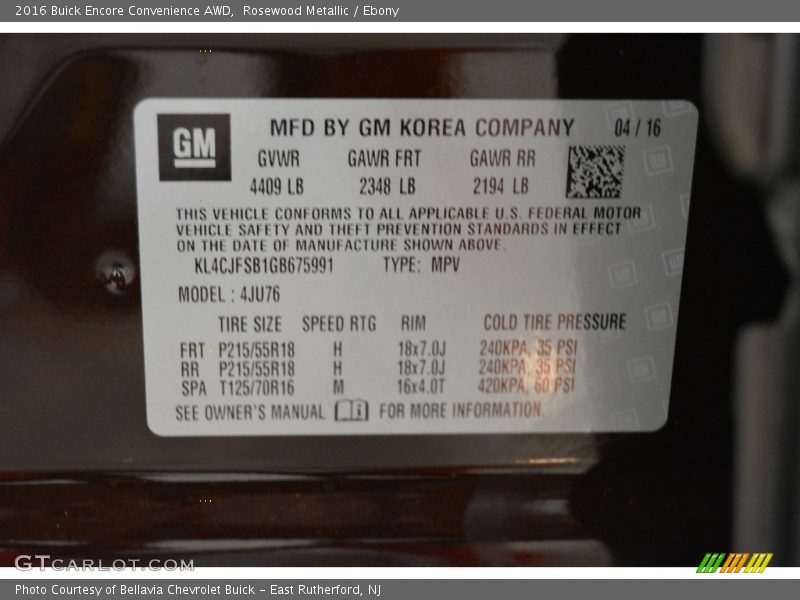 2016 Buick Encore Convenience AWD, Rosewood Metallic / Ebony
GM MFD BY GM KOREA COMPANY 04 / 16
GVWR GAWR FRT GAWR RR
4409 LB 2348 LB 2194 LB
THIS VEHICLE CONFORMS TO ALL APPLICABLE U.S. FEDERAL MOTOR
VEHICLE SAFETY AND THEFT PREVENTION STANDARDS IN EFFECT
ON THE DATE OF MANUFACTURE SHOWN ABOVE.
KL4CJFSB1GB675991 TYPE: MPV
MODEL : 4JU76
TIRE SIZE SPEED RTG RIM COLD TIRE PRESSURE
FRT P215/55R18 H 18x7.0J 240KPA, 35 PSI
RR P215/55R18 H 18x7.0J 240KPA, 35 PSI
SPA T125/70R16 M 16x4.0T 420KPA, 60 PSI
SEE OWNER'S MANUAL FOR MORE INFORMATION.
GTCARLOT.COM
Photo Courtesy of Bellavia Chevrolet Buick - East Rutherford, NJ